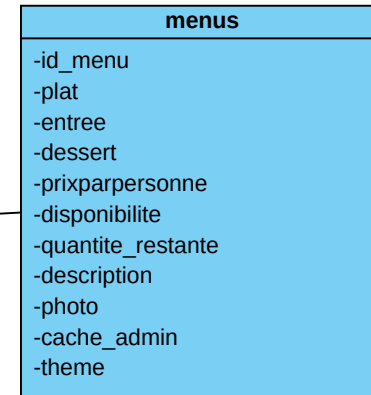 menus
-id_menu
-plat
-entree
-dessert
-prixparpersonne
-disponibilite
-quantite_restante
-description
-photo
-cache_admin
-theme